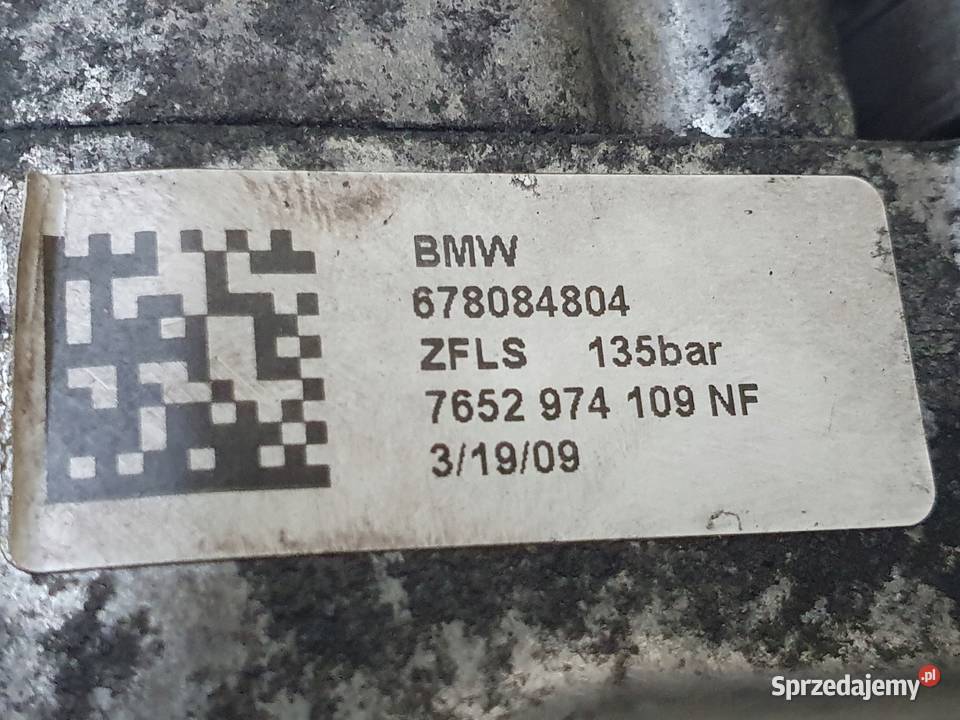 BMW
678084804
ZFLS 135bar
7652 974 109 NF
3/19/09
Sprzedajemy.pl